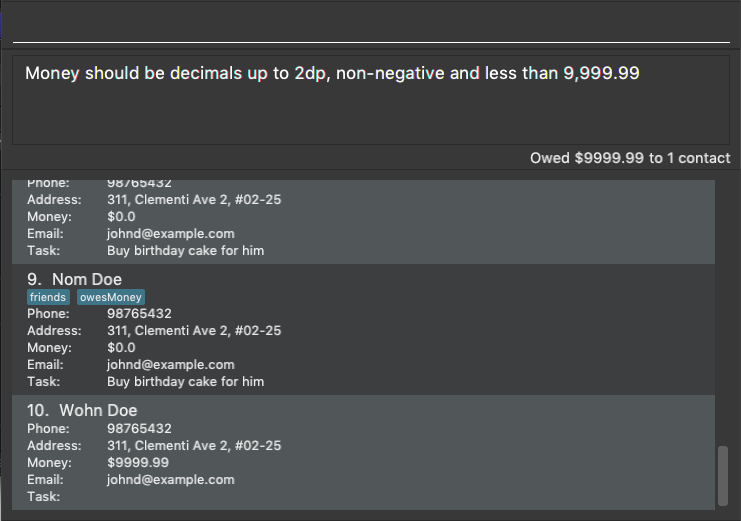 Money should be decimals up to 2dp, non-negative and less than 9,999.99
Owed $9999.99 to 1 contact
Phone: 98765432
Address: 311, Clementi Ave 2, #02-25
Money: $0.0
Email: johnd@example.com
Task: Buy birthday cake for him
9. Nom Doe
friends owesMoney
Phone: 98765432
Address: 311, Clementi Ave 2, #02-25
Money: $0.0
Email: johnd@example.com
Task: Buy birthday cake for him
10. Wohn Doe
Phone: 98765432
Address: 311, Clementi Ave 2, #02-25
Money: $9999.99
Email: johnd@example.com
Task: